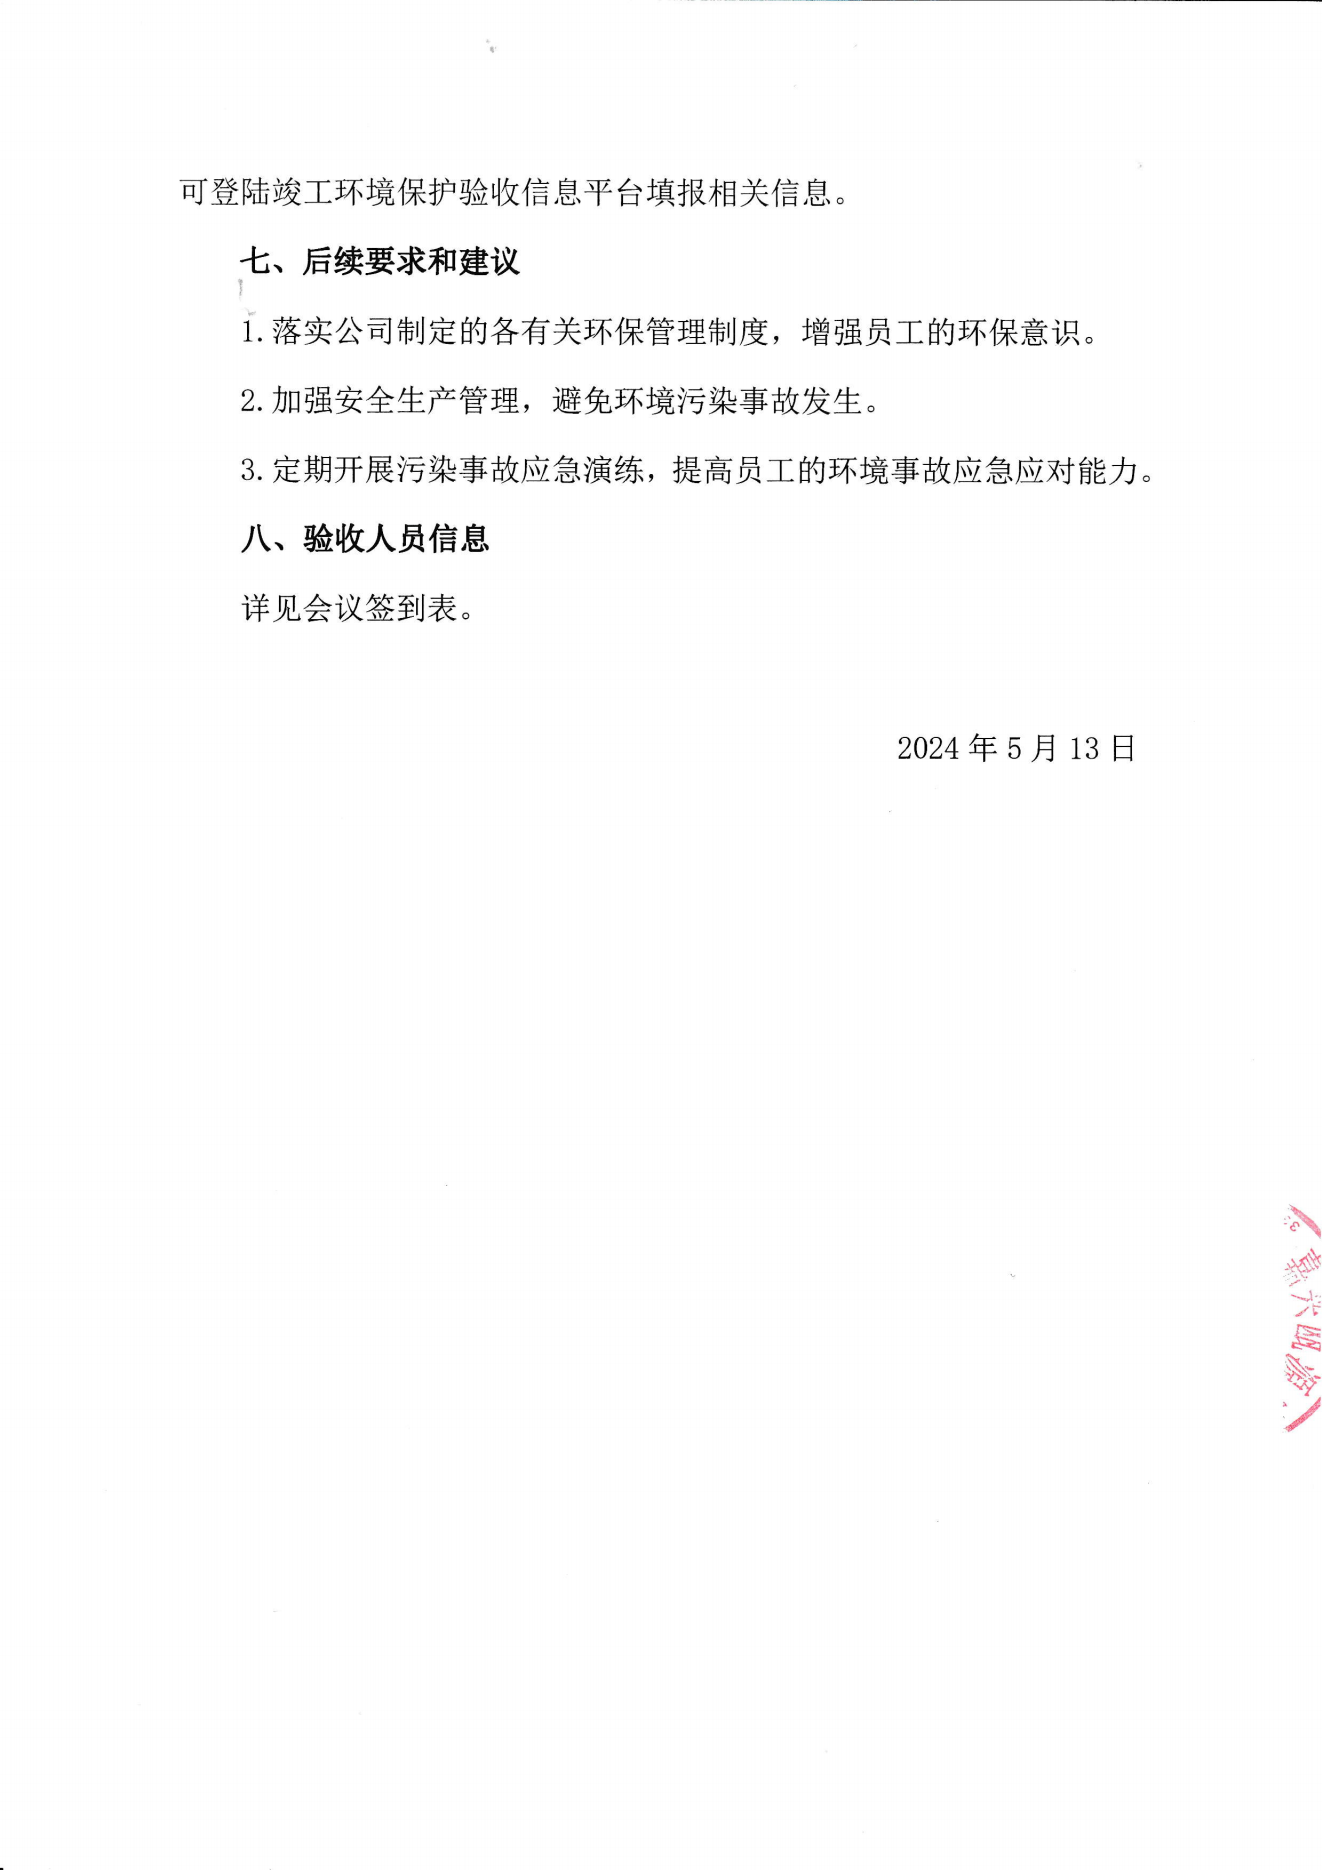 可登陆竣工环境保护验收信息平台填报相关信息。
七、后续要求和建议
1.落实公司制定的各有关环保管理制度，增强员工的环保意识。
2.加强安全生产管理，避免环境污染事故发生。
3.定期开展污染事故应急演练，提高员工的环境事故应急应对能力。
八、验收人员信息
详见会议签到表。
2024年5月13日